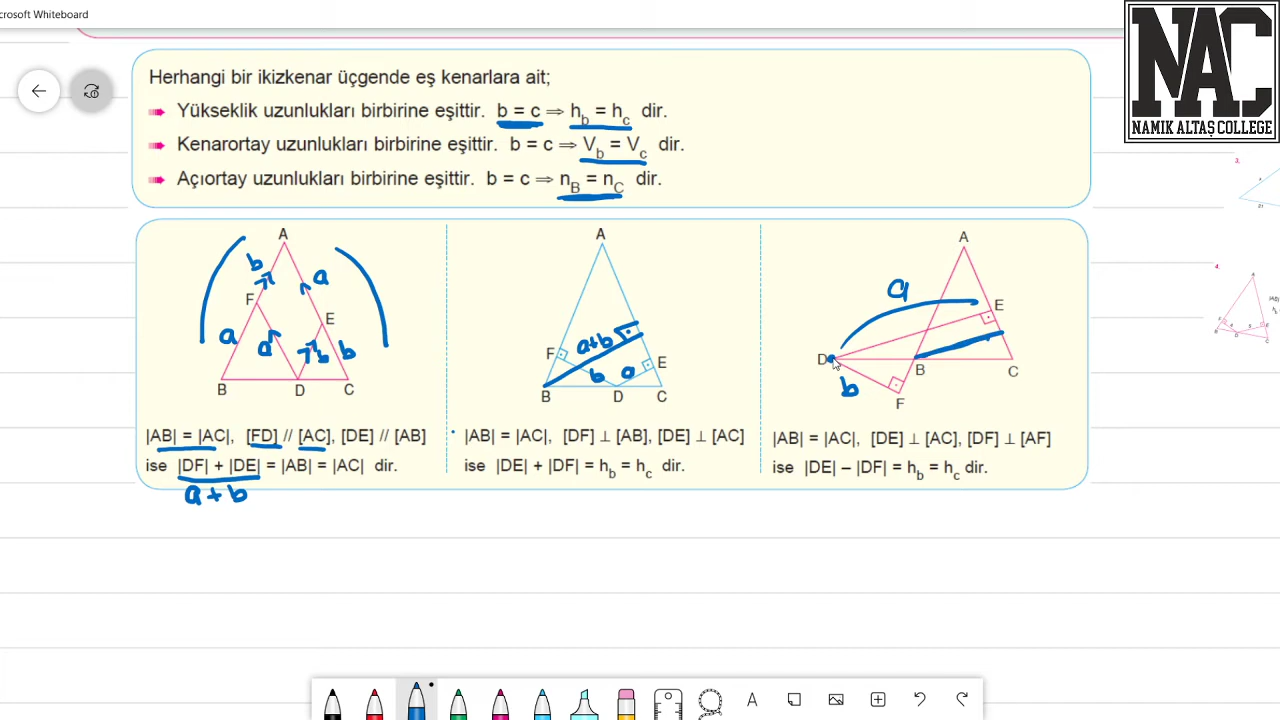 crosoft Whiteboard
NAC
NAMIK ALTAŞ COLLEGE
Herhangi bir ikizkenar üçgende eş kenarlara ait;
Yükseklik uzunlukları birbirine eşittir. b = c ⇒ h_b = h_c dir.
Kenarortay uzunlukları birbirine eşittir. b = c ⇒ V_b = V_c dir.
Açıortay uzunlukları birbirine eşittir. b = c ⇒ n_B = n_C dir.
A
b
a
F
E
a
a
b
b
B D C
|AB| = |AC|, [FD] // [AC], [DE] // [AB]
ise |DF| + |DE| = |AB| = |AC| dir.
a + b
A
a+b
F
E
b
a
B D C
|AB| = |AC|, [DF] ⊥ [AB], [DE] ⊥ [AC]
ise |DE| + |DF| = h_b = h_c dir.
A
a
E
D
B
C
b
F
|AB| = |AC|, [DE] ⊥ [AC], [DF] ⊥ [AF]
ise |DE| – |DF| = h_b = h_c dir.
3.
4.
A